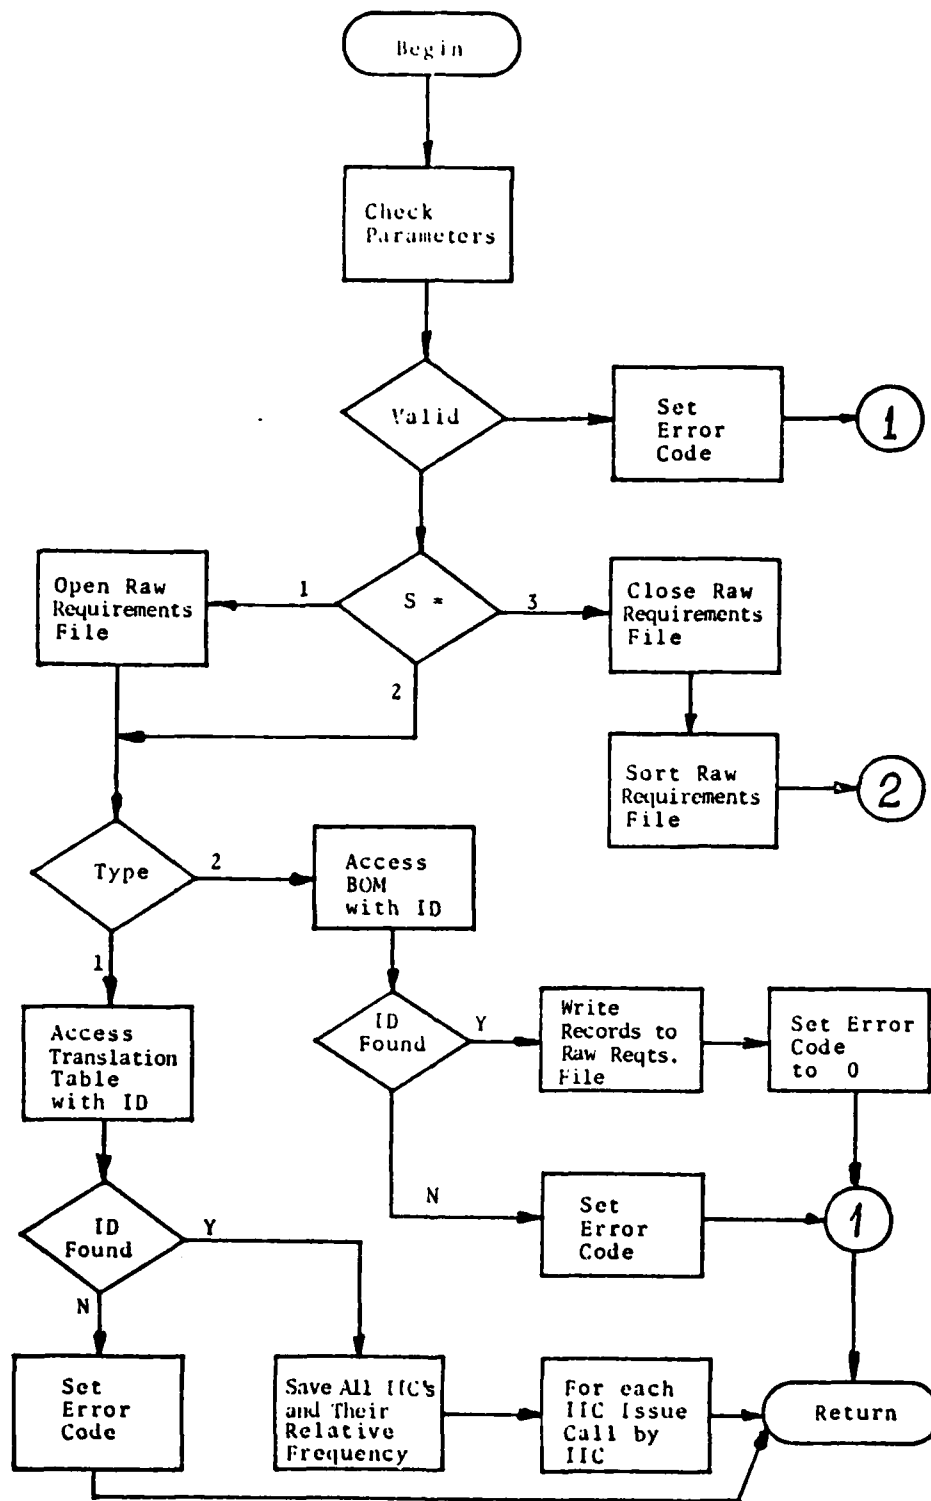 Begin
Check
Parameters
Valid
Set
Error
Code
1
Open Raw
Requirements
File
1
S =
3
Close Raw
Requirements
File
2
Sort Raw
Requirements
File
2
Type
2
Access
BOM
with ID
1
Access
Translation
Table
with ID
ID
Found
Y
Write
Records to
Raw Reqts.
File
Set Error
Code
to 0
N
Set
Error
Code
1
ID
Found
Y
N
Set
Error
Code
Save All IIC's
and Their
Relative
Frequency
For each
IIC Issue
Call by
IIC
Return